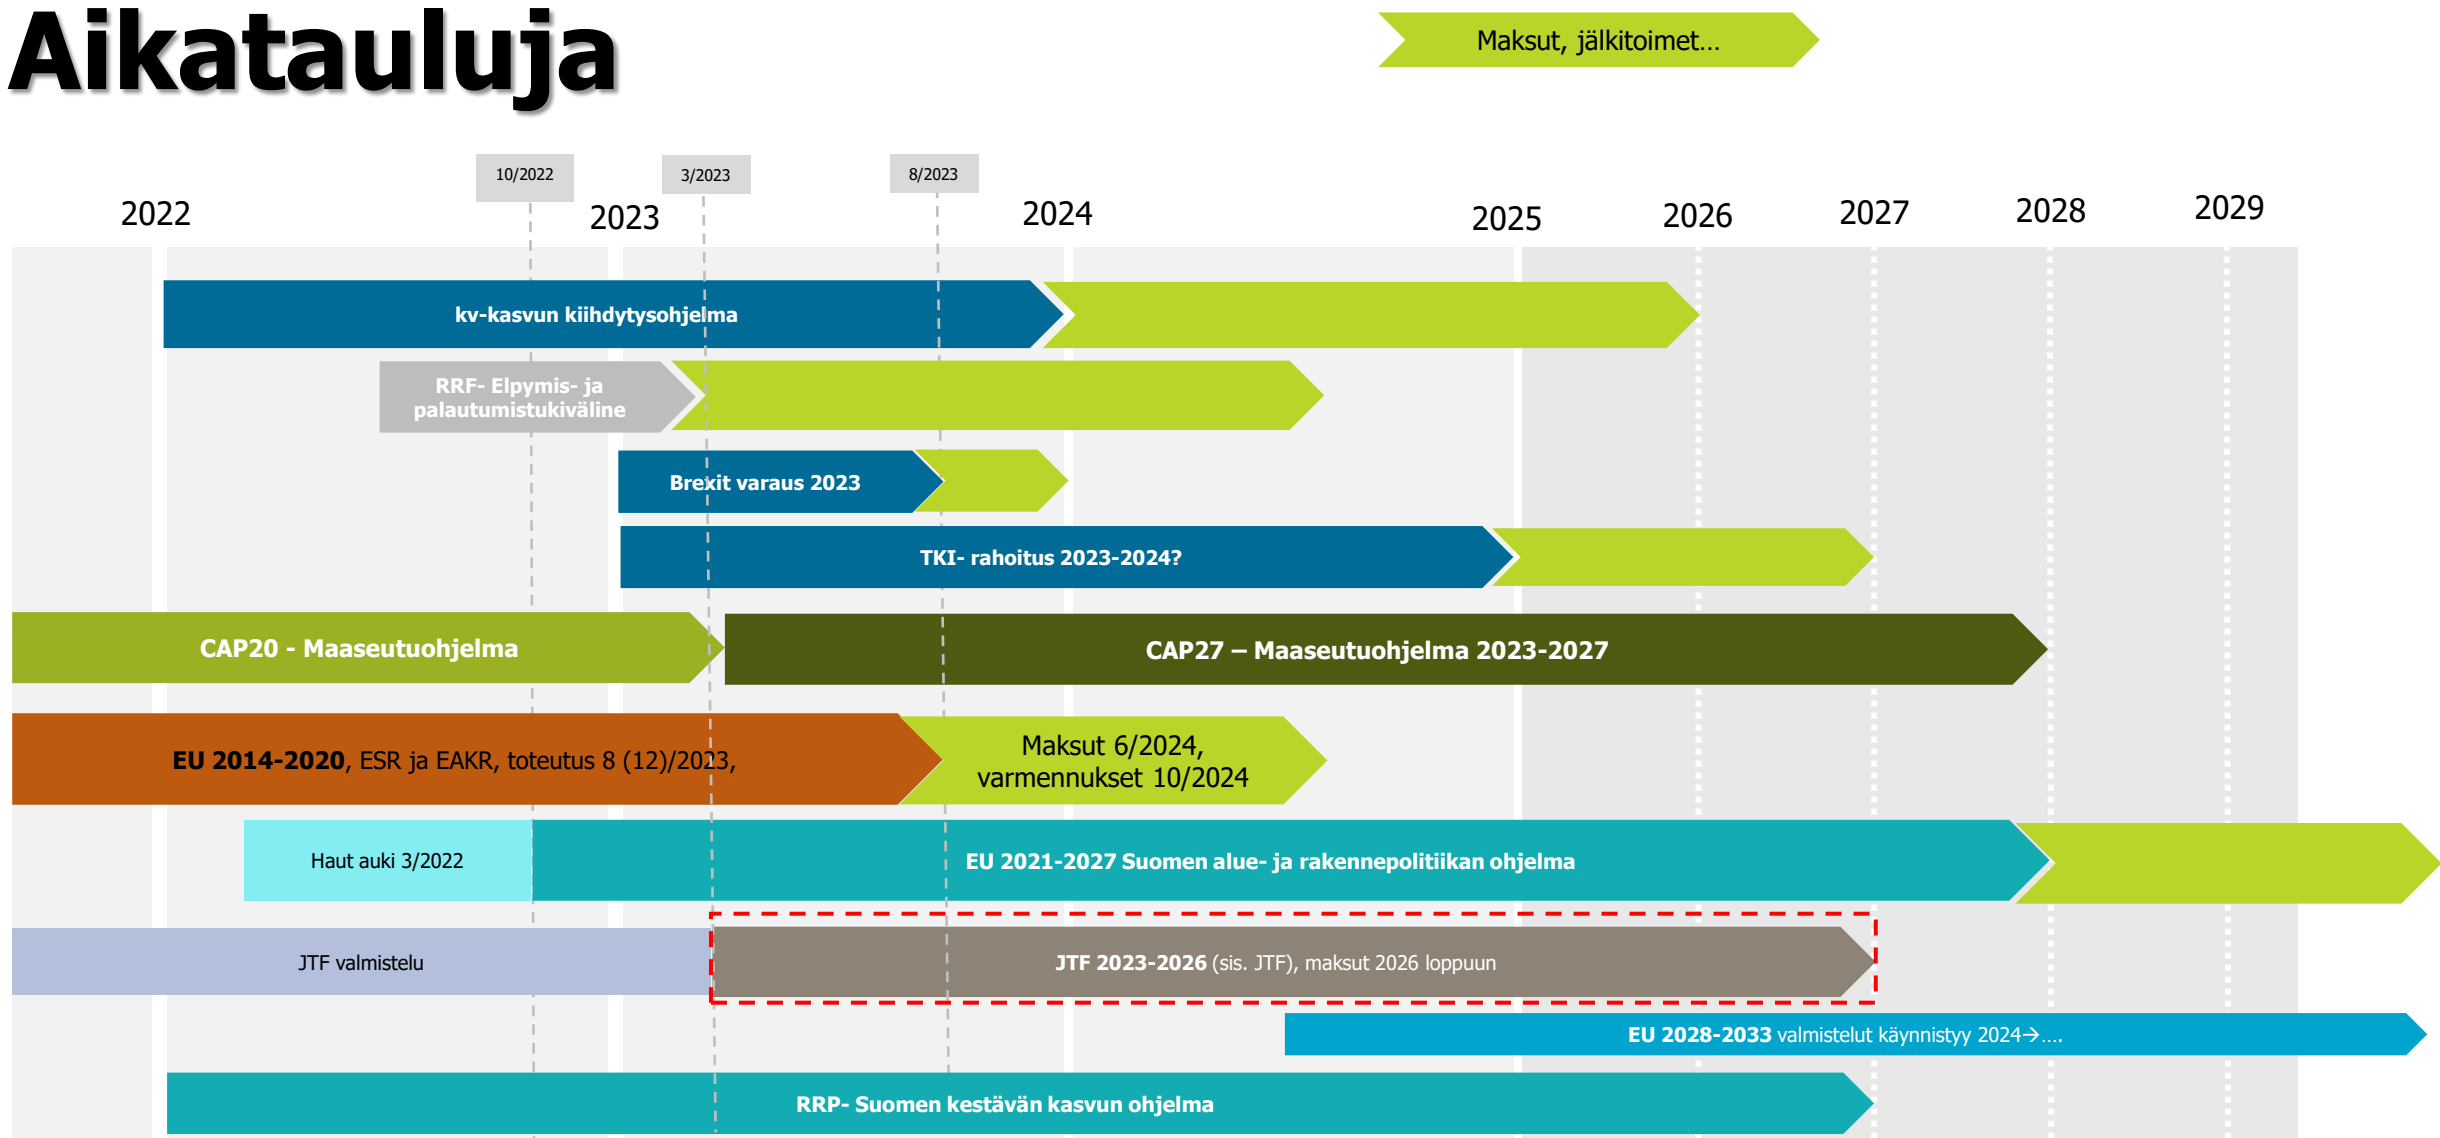 Aikatauluja
Maksut, jälkitoimet...
10/2022
3/2023
8/2023
2022
2023
2024
2025
2026
2027
2028
2029
kv-kasvun kiihdytysohjelma
RRF- Elpymis- ja
palautumistukiväline
Brexit varaus 2023
TKI- rahoitus 2023-2024?
CAP20 - Maaseutuohjelma
CAP27 – Maaseutuohjelma 2023-2027
EU 2014-2020, ESR ja EAKR, toteutus 8 (12)/2023,
Maksut 6/2024,
varmennukset 10/2024
Haut auki 3/2022
EU 2021-2027 Suomen alue- ja rakennepolitiikan ohjelma
JTF valmistelu
JTF 2023-2026 (sis. JTF), maksut 2026 loppuun
EU 2028-2033 valmistelut käynnistyy 2024→....
RRP- Suomen kestävän kasvun ohjelma